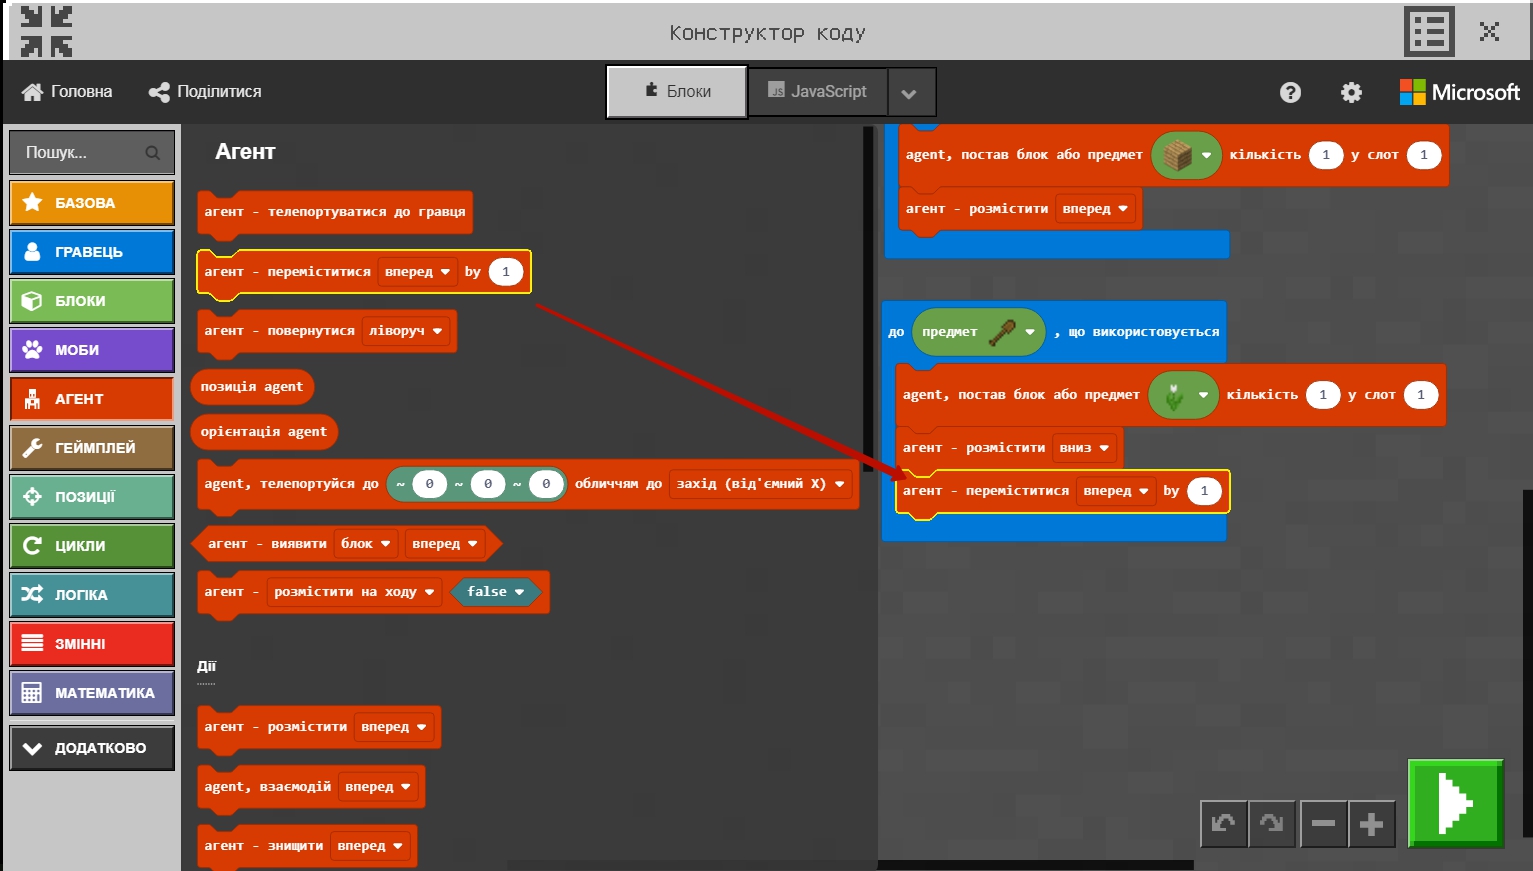 Конструктор коду
Головна
Поділитися
Блоки
JS JavaScript
?
Microsoft
Пошук...
БАЗОВА
ГРАВЕЦЬ
БЛОКИ
МОБИ
АГЕНТ
ГЕЙМПЛЕЙ
ПОЗИЦІЇ
ЦИКЛИ
ЛОГІКА
ЗМІННІ
МАТЕМАТИКА
ДОДАТКОВО
Агент
агент - телепортуватися до гравця
агент - переміститися вперед by 1
агент - повернутися ліворуч
позиція agent
орієнтація agent
agent, телепортуйся до ~ 0 ~ 0 ~ 0 обличчям до захід (від'ємний X)
агент - виявити блок вперед
агент - розмістити на ходу false
Дії
агент - розмістити вперед
agent, взаємодій вперед
агент - знищити вперед
agent, постав блок або предмет кількість 1 у слот 1
агент - розмістити вперед
до предмет , що використовується
agent, постав блок або предмет кількість 1 у слот 1
агент - розмістити вниз
агент - переміститися вперед by 1